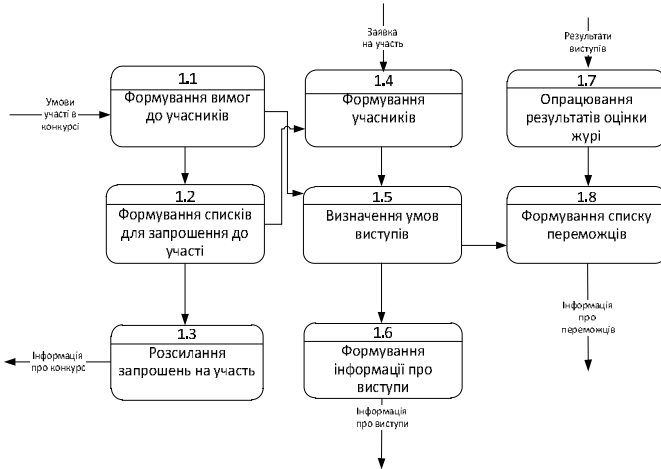 Заявка
на участь
Результати
виступів
Умови
участі в
конкурсі
1.1
Формування вимог
до учасників
1.4
Формування
учасників
1.7
Опрацювання
результатів оцінки
журі
1.2
Формування списків
для запрошення до
участі
1.5
Визначення умов
виступів
1.8
Формування списку
переможців
Інформація
про
переможців
1.3
Розсилання
запрошень на участь
Інформація
про конкурс
1.6
Формування
інформації про
виступи
Інформація
про виступи